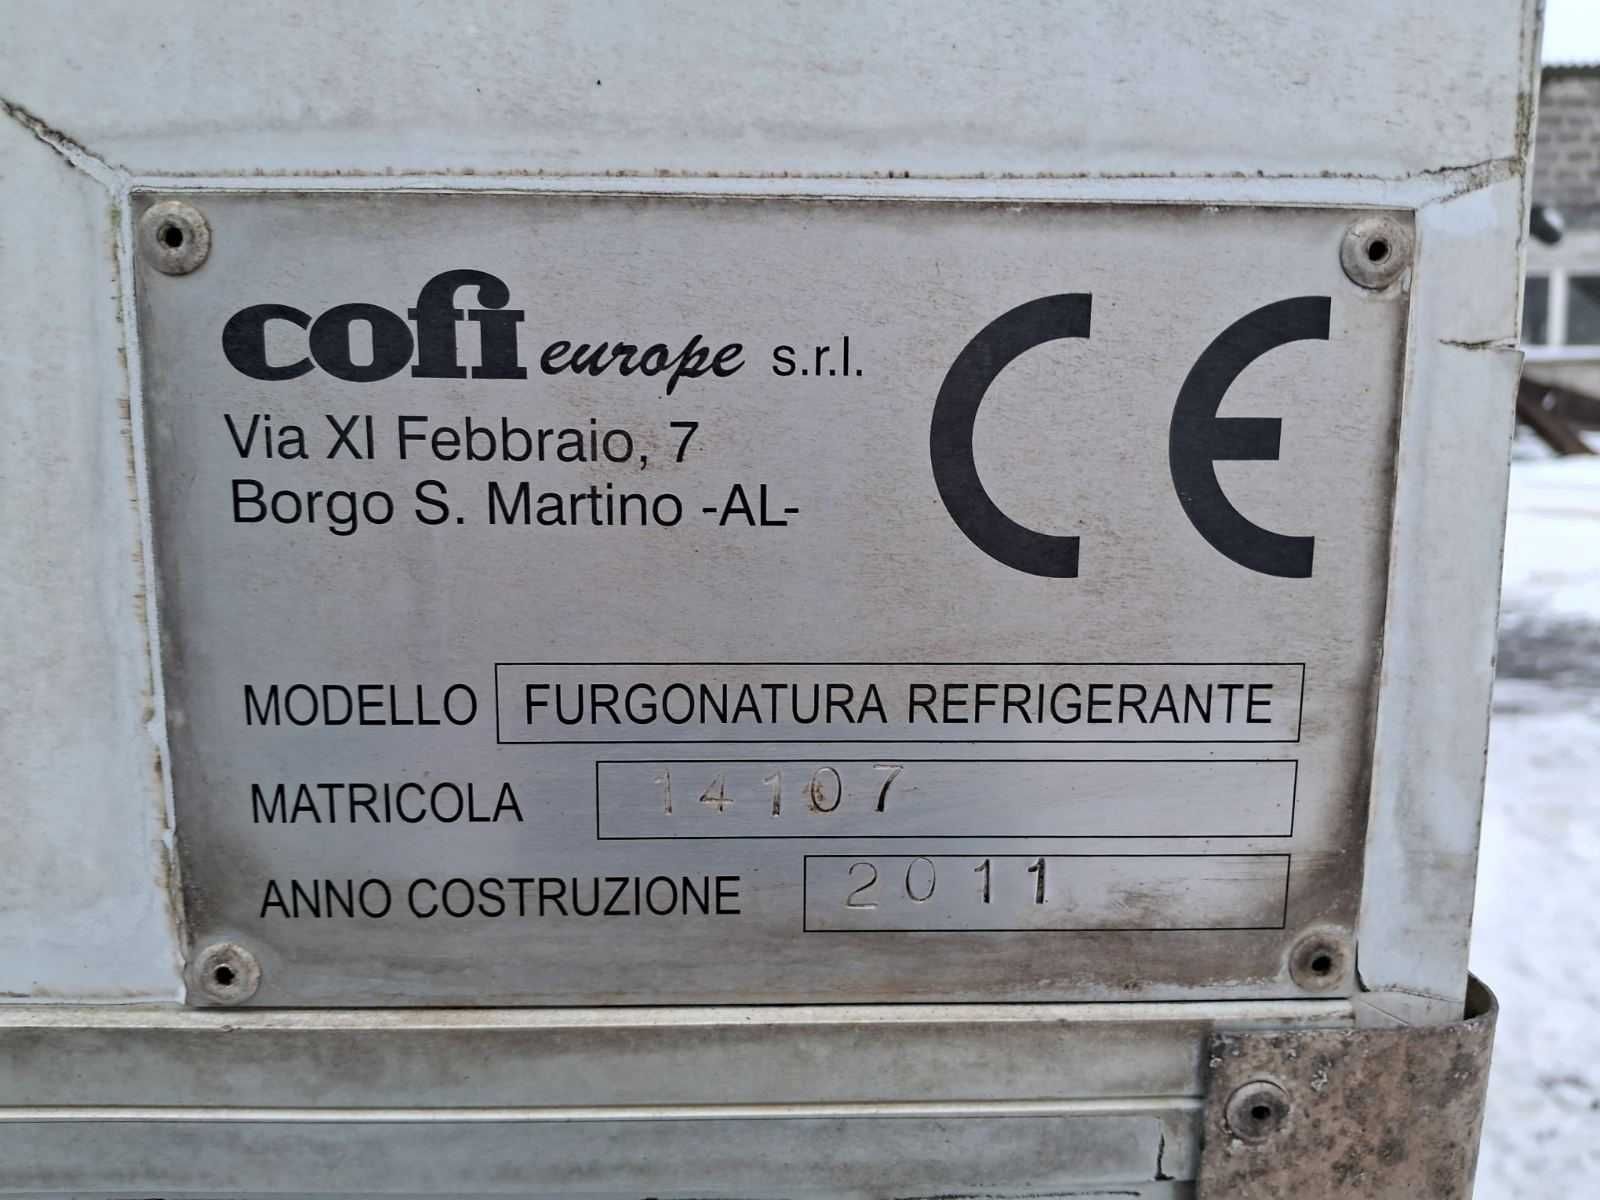 cofi europe s.r.l.
Via XI Febbraio, 7
Borgo S. Martino -AL-
CE
MODELLO FURGONATURA REFRIGERANTE
MATRICOLA 14107
ANNO COSTRUZIONE 2011